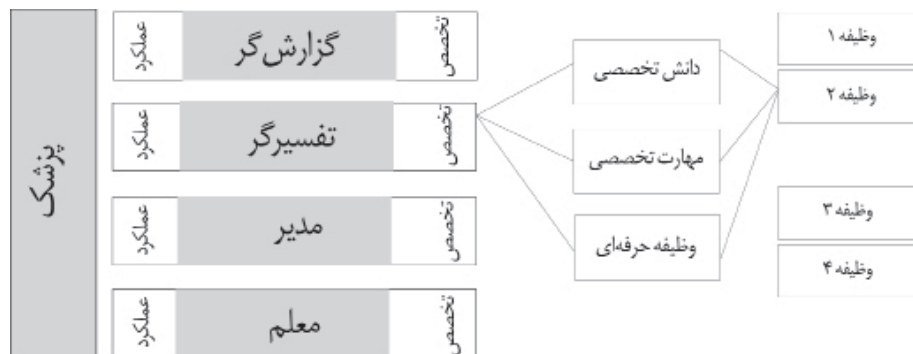 پزشک
عملکرد
گزارش‌گر
تخصص
عملکرد
تفسیرگر
تخصص
عملکرد
مدیر
تخصص
عملکرد
معلم
تخصص
دانش تخصصی
مهارت تخصصی
وظیفه حرفه‌ای
وظیفه ۱
وظیفه ۲
وظیفه ۳
وظیفه ۴